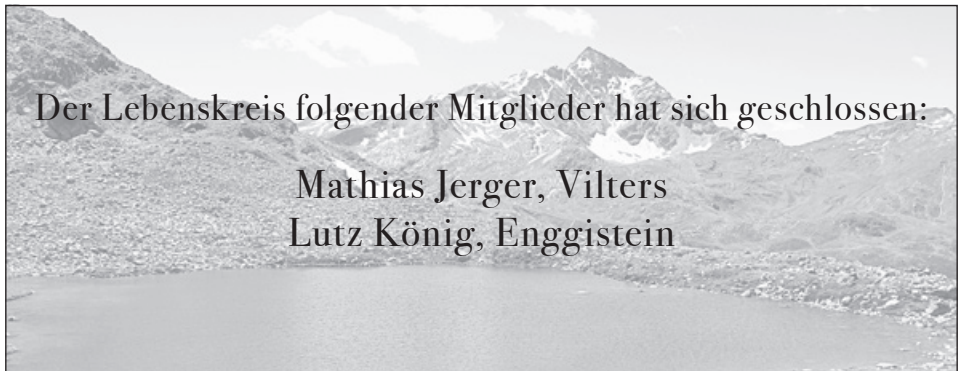 Der Lebenskreis folgender Mitglieder hat sich geschlossen:
Mathias Jerger, Vilters
Lutz König, Enggistein